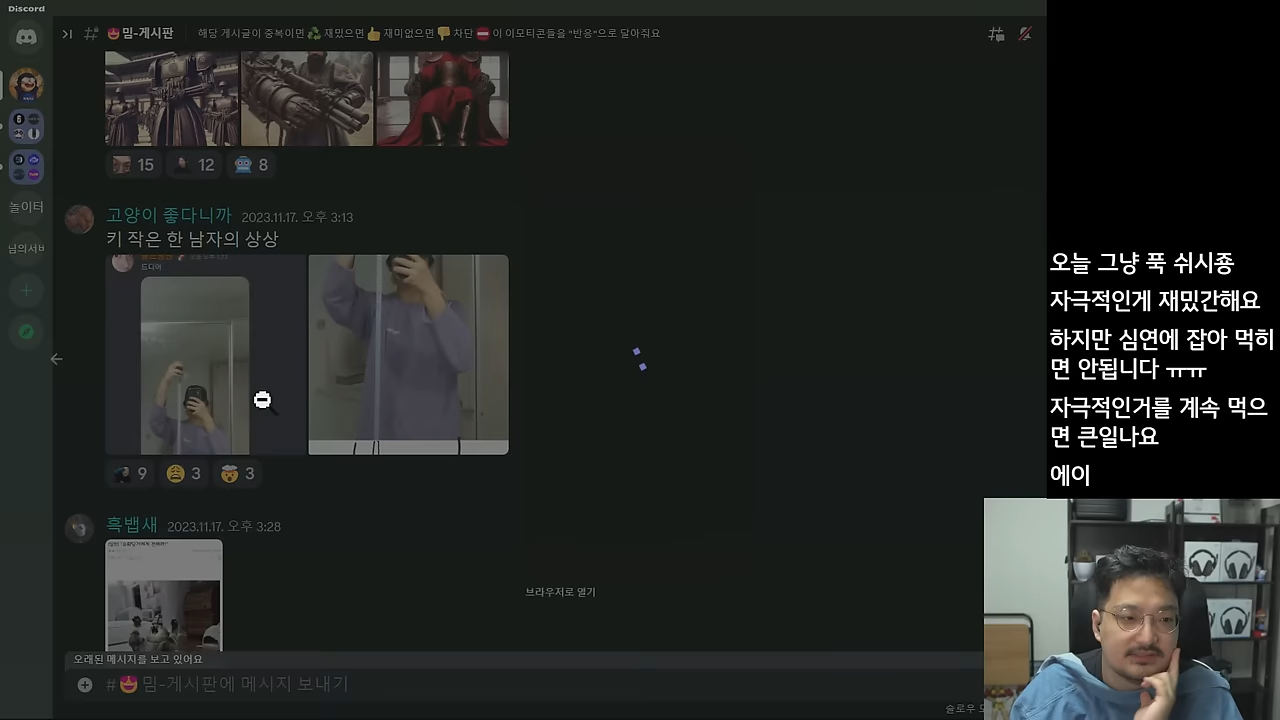 Discord
밈-게시판
해당 게시글이 중복이면 재밌으면 재미없으면 차단 이 이모티콘들을 "반응"으로 달아줘요
15 12 8
놀이터
고양이 좋다니까 2023.11.17. 오후 3:13
키 작은 한 남자의 상상
드디어
9 3 3
흑뱁새 2023.11.17. 오후 3:28
브라우저로 열기
오래된 메시지를 보고 있어요
#밈-게시판에 메시지 보내기
슬로우
오늘 그냥 푹 쉬시죵
자극적인게 재밌간해요
하지만 심연에 잡아 먹히
면 안됩니다 ㅠㅠ
자극적인거를 계속 먹으
면 큰일나요
에이